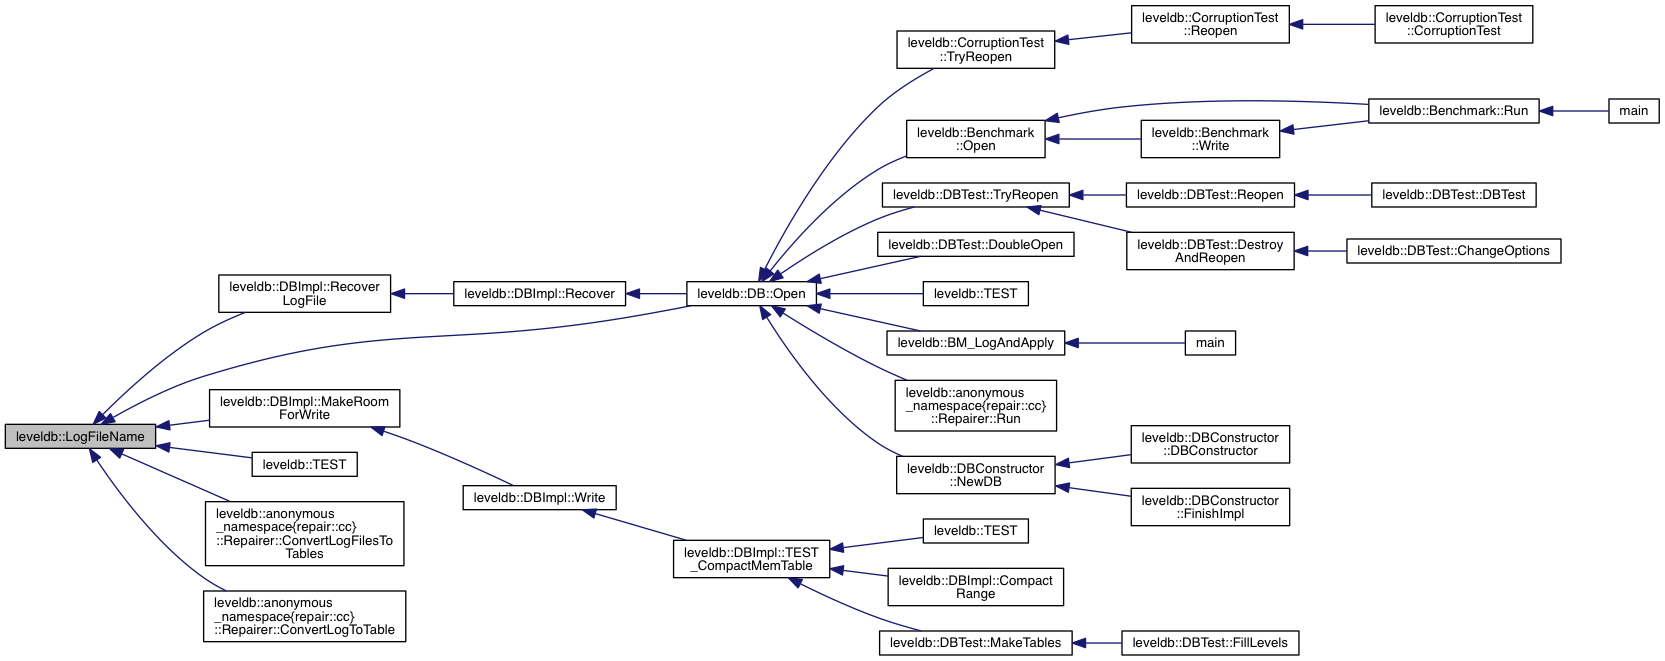 leveldb::CorruptionTest
::TryReopen
leveldb::CorruptionTest
::Reopen
leveldb::CorruptionTest
::CorruptionTest
leveldb::Benchmark
::Open
leveldb::Benchmark
::Write
leveldb::Benchmark::Run
main
leveldb::DBTest::TryReopen
leveldb::DBTest::Reopen
leveldb::DBTest::DBTest
leveldb::DBTest::DoubleOpen
leveldb::DBTest::Destroy
AndReopen
leveldb::DBTest::ChangeOptions
leveldb::DBImpl::Recover
LogFile
leveldb::DBImpl::Recover
leveldb::DB::Open
leveldb::TEST
leveldb::BM_LogAndApply
main
leveldb::anonymous
_namespace{repair::cc}
::Repairer::Run
leveldb::DBImpl::MakeRoom
ForWrite
leveldb::LogFileName
leveldb::TEST
leveldb::DBConstructor
::NewDB
leveldb::DBConstructor
::DBConstructor
leveldb::DBConstructor
::FinishImpl
leveldb::DBImpl::Write
leveldb::anonymous
_namespace{repair::cc}
::Repairer::ConvertLogFilesTo
Tables
leveldb::DBImpl::TEST
_CompactMemTable
leveldb::TEST
leveldb::DBImpl::Compact
Range
leveldb::anonymous
_namespace{repair::cc}
::Repairer::ConvertLogToTable
leveldb::DBTest::MakeTables
leveldb::DBTest::FillLevels